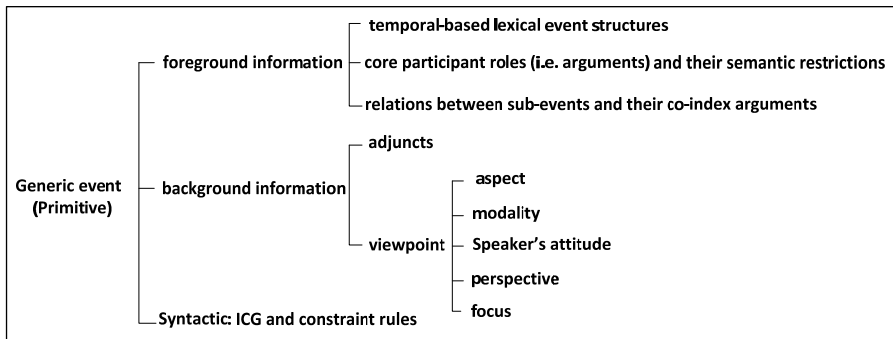 temporal-based lexical event structures
foreground information
core participant roles (i.e. arguments) and their semantic restrictions
relations between sub-events and their co-index arguments
adjuncts
Generic event
(Primitive)
background information
aspect
modality
viewpoint
Speaker's attitude
perspective
focus
Syntactic: ICG and constraint rules